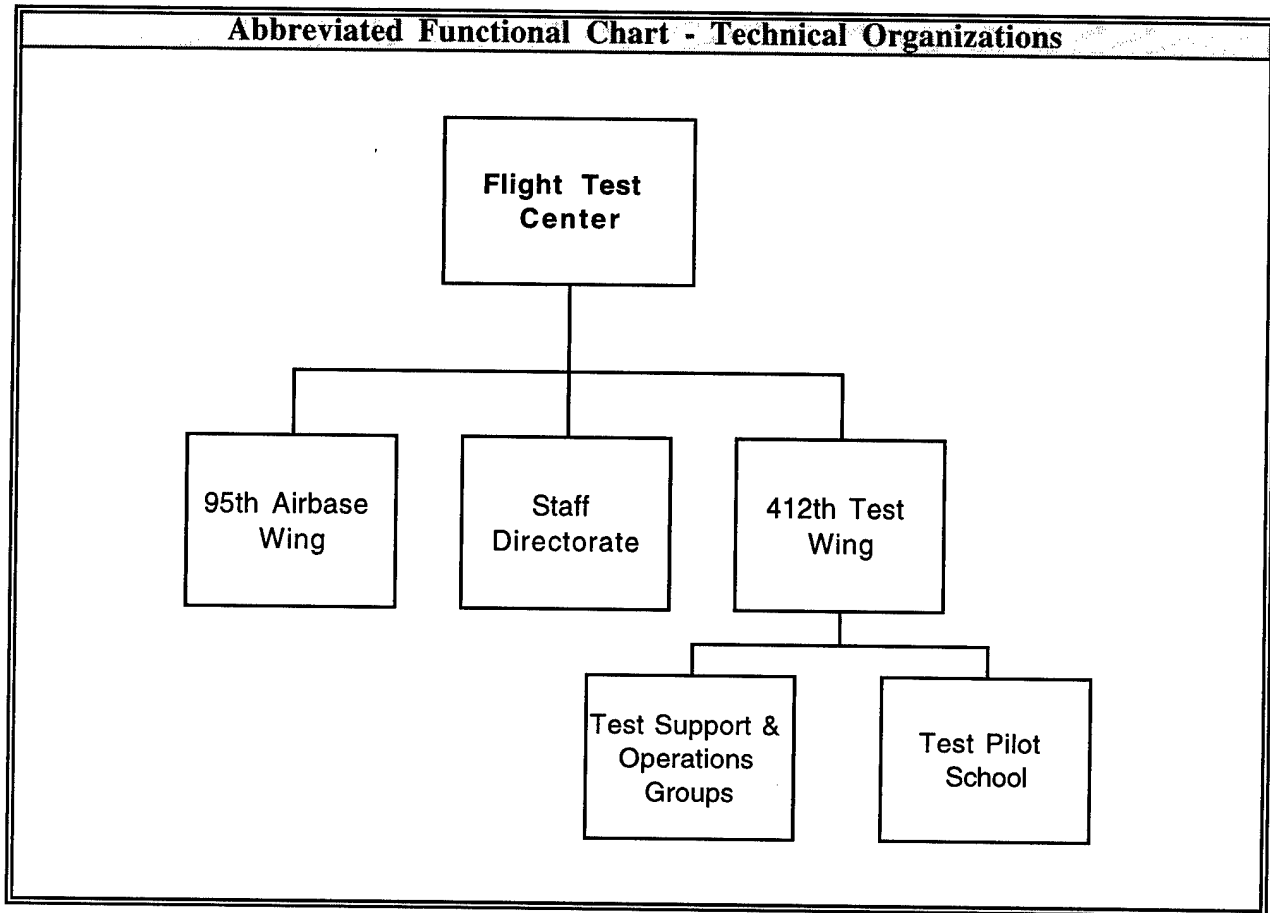 Abbreviated Functional Chart - Technical Organizations
Flight Test
Center
95th Airbase
Wing
Staff
Directorate
412th Test
Wing
Test Support &
Operations
Groups
Test Pilot
School